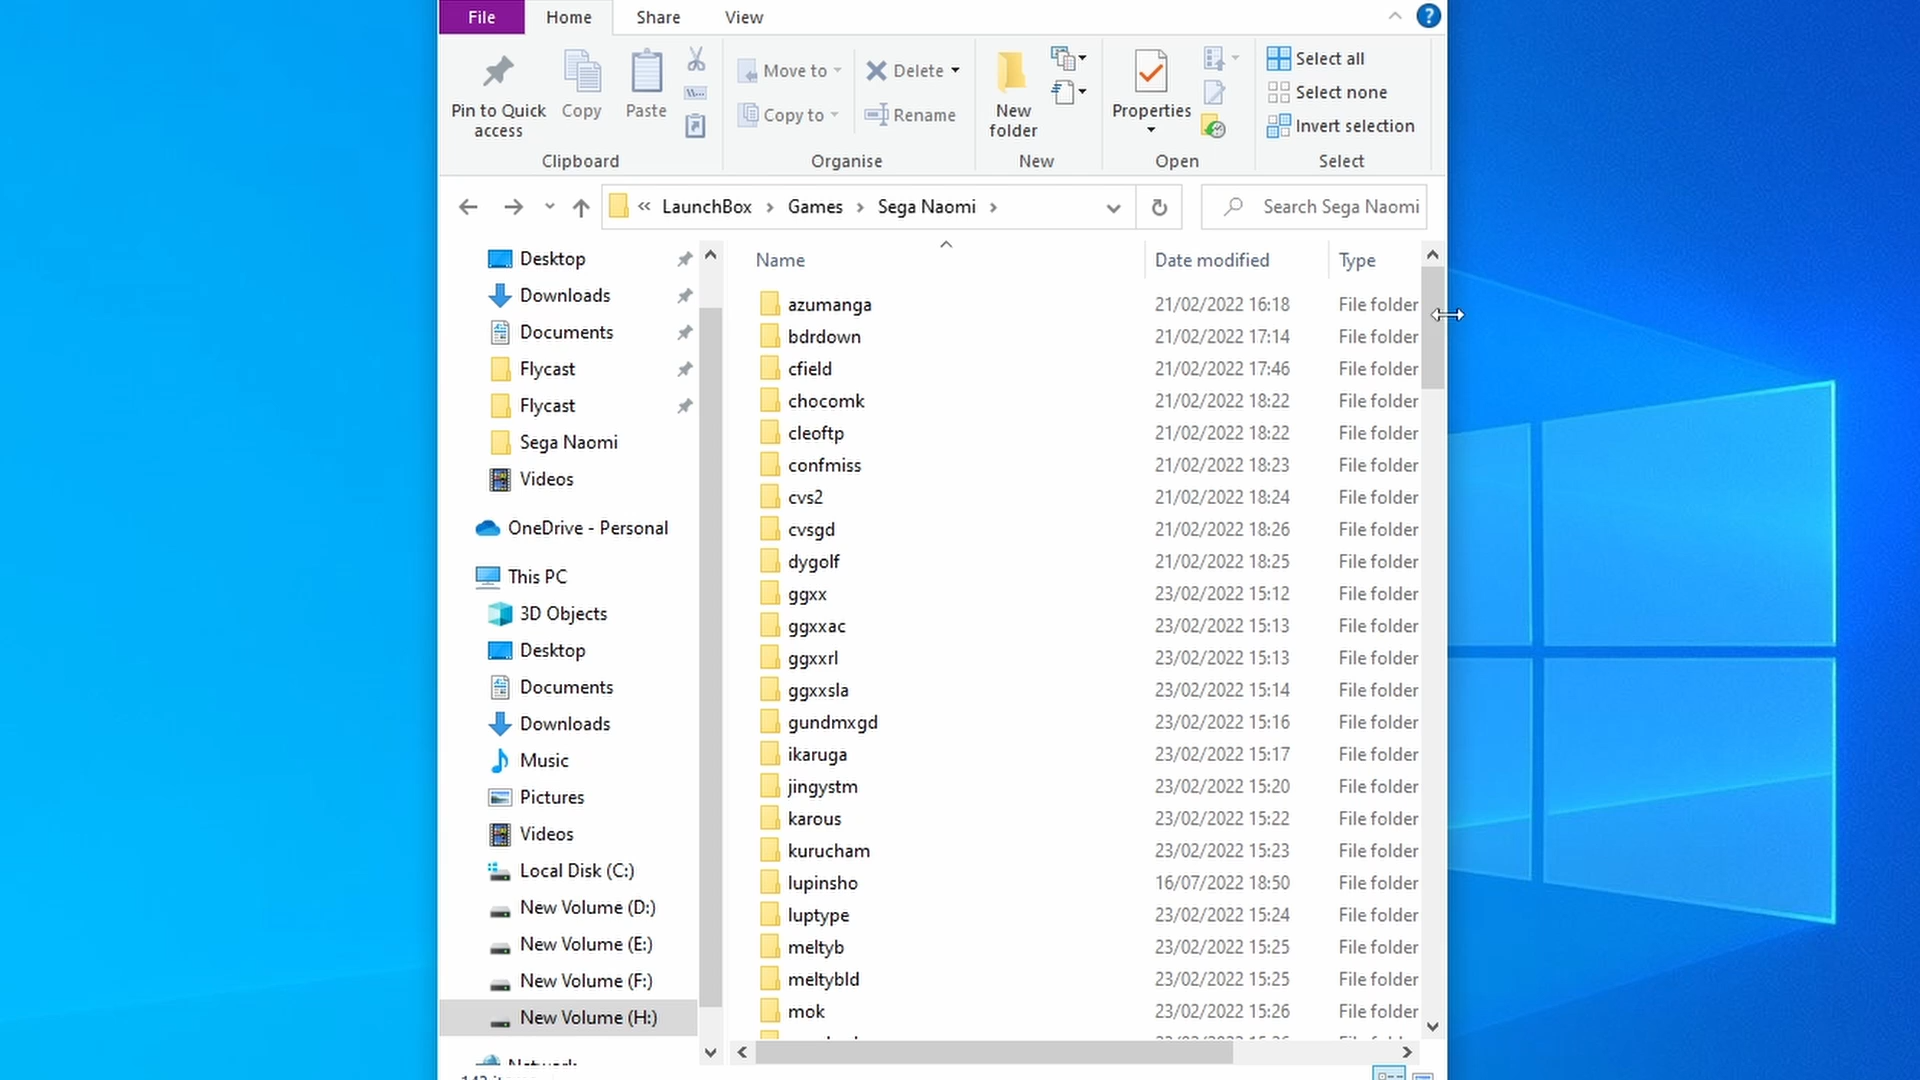 File Home Share View
Pin to Quick access
Copy
Paste
Move to
Copy to
Delete
Rename
New folder
Properties
Select all
Select none
Invert selection
Clipboard Organise New Open Select
« LaunchBox > Games > Sega Naomi >
Search Sega Naomi
Desktop
Downloads
Documents
Flycast
Flycast
Sega Naomi
Videos
OneDrive - Personal
This PC
3D Objects
Desktop
Documents
Downloads
Music
Pictures
Videos
Local Disk (C:)
New Volume (D:)
New Volume (E:)
New Volume (F:)
New Volume (H:)
Network
Name Date modified Type
azumanga 21/02/2022 16:18 File folder
bdrdown 21/02/2022 17:14 File folder
cfield 21/02/2022 17:46 File folder
chocomk 21/02/2022 18:22 File folder
cleoftp 21/02/2022 18:22 File folder
confmiss 21/02/2022 18:23 File folder
cvs2 21/02/2022 18:24 File folder
cvsgd 21/02/2022 18:26 File folder
dygolf 21/02/2022 18:25 File folder
ggxx 23/02/2022 15:12 File folder
ggxxac 23/02/2022 15:13 File folder
ggxxrl 23/02/2022 15:13 File folder
ggxxsla 23/02/2022 15:14 File folder
gundmxgd 23/02/2022 15:16 File folder
ikaruga 23/02/2022 15:17 File folder
jingystm 23/02/2022 15:20 File folder
karous 23/02/2022 15:22 File folder
kurucham 23/02/2022 15:23 File folder
lupinsho 16/07/2022 18:50 File folder
luptype 23/02/2022 15:24 File folder
meltyb 23/02/2022 15:25 File folder
meltybld 23/02/2022 15:25 File folder
mok 23/02/2022 15:26 File folder